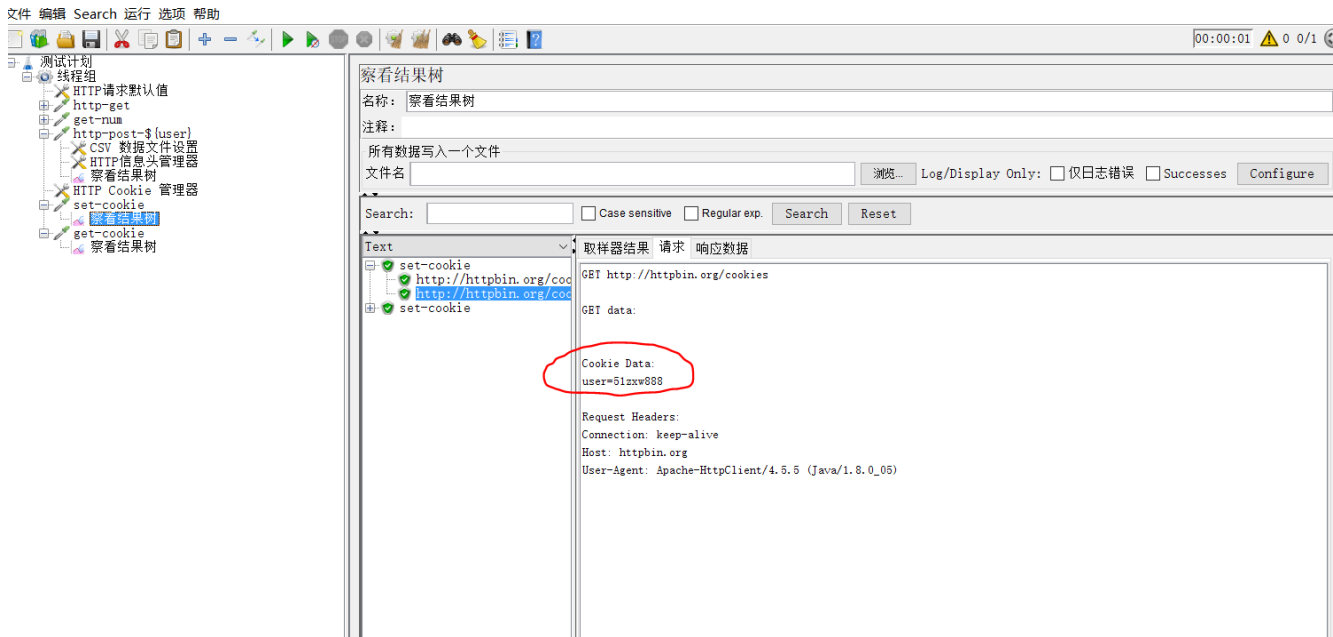 文件 编辑 Search 运行 选项 帮助
00:00:01 0 0/1
测试计划
线程组
HTTP请求默认值
http-get
get-num
http-post-${user}
CSV 数据文件设置
HTTP信息头管理器
察看结果树
HTTP Cookie 管理器
set-cookie
察看结果树
get-cookie
察看结果树
察看结果树
名称： 察看结果树
注释：
所有数据写入一个文件
文件名 浏览... Log/Display Only: 仅日志错误 Successes Configure
Search: Case sensitive Regular exp. Search Reset
Text
set-cookie
http://httpbin.org/coo
http://httpbin.org/coo
set-cookie
取样器结果 请求 响应数据
GET http://httpbin.org/cookies
GET data:
Cookie Data:
user=51zxw888
Request Headers:
Connection: keep-alive
Host: httpbin.org
User-Agent: Apache-HttpClient/4.5.5 (Java/1.8.0_05)